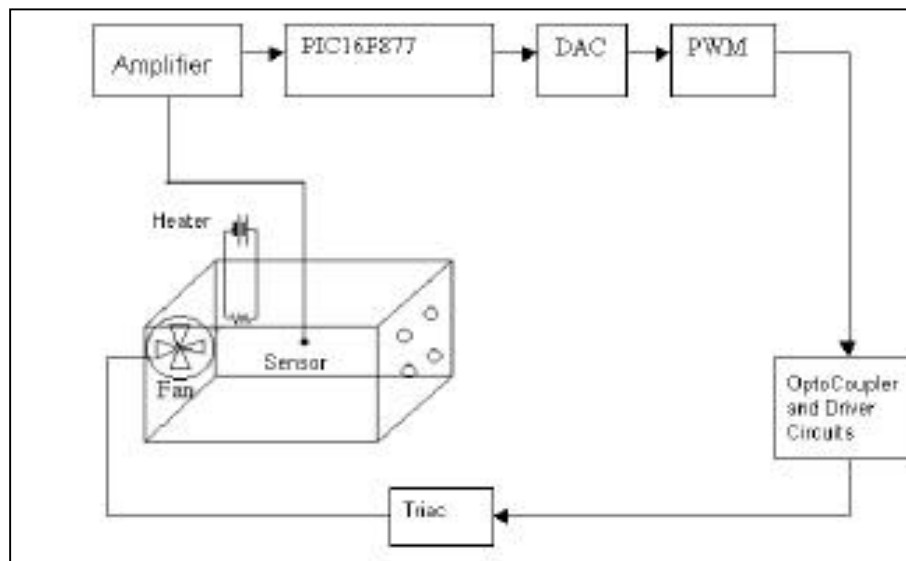 Amplifier
PIC16F877
DAC
PWM
Heater
Sensor
Fan
OptoCoupler
and Driver
Circuits
Triac